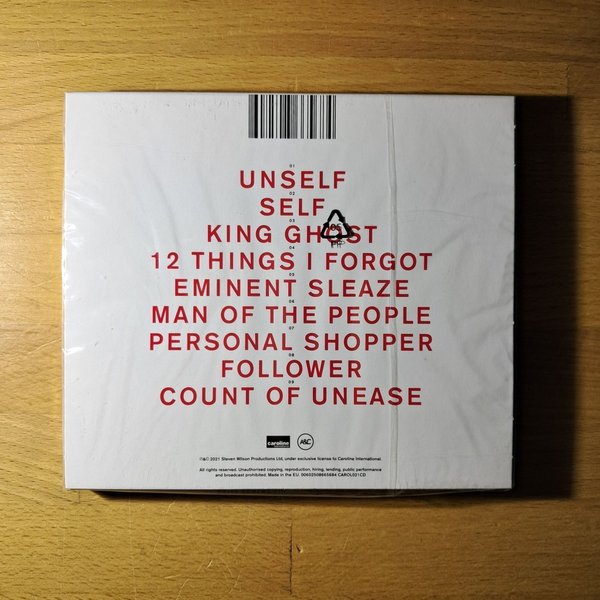 01
UNSELF
02
SELF
03
KING GHOST
04
12 THINGS I FORGOT
05
EMINENT SLEAZE
06
MAN OF THE PEOPLE
07
PERSONAL SHOPPER
08
FOLLOWER
09
COUNT OF UNEASE
caroline
A&C
℗&© 2021 Steven Wilson Productions Ltd, under exclusive license to Caroline International.
All rights reserved. Unauthorised copying, reproduction, hiring, lending, public performance
and broadcast prohibited. Made in the EU. 00602508665684 CAROL021CD